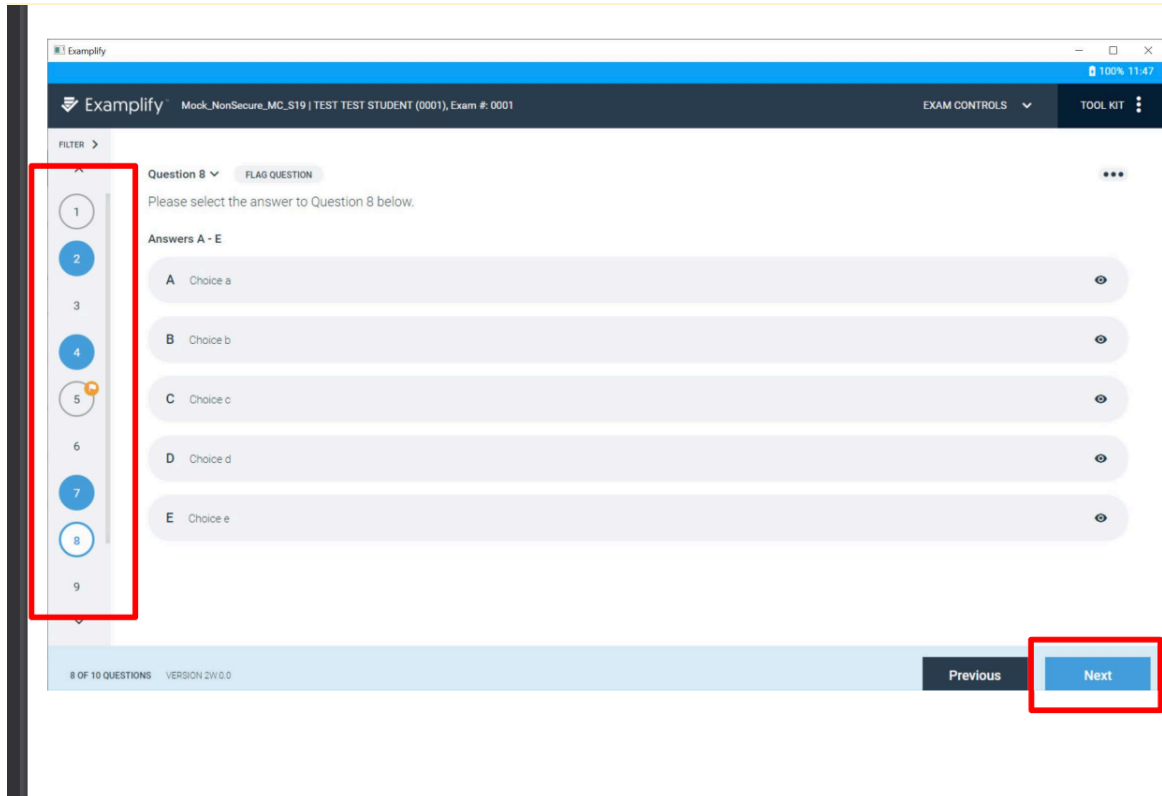 Examplify
100% 11:47
Examplify Mock_NonSecure_MC_S19 | TEST TEST STUDENT (0001), Exam #: 0001 EXAM CONTROLS TOOL KIT
FILTER
1
2
3
4
5
6
7
8
9
Question 8 FLAG QUESTION
Please select the answer to Question 8 below.
Answers A - E
A Choice a
B Choice b
C Choice c
D Choice d
E Choice e
8 OF 10 QUESTIONS VERSION 2W.0.0 Previous Next